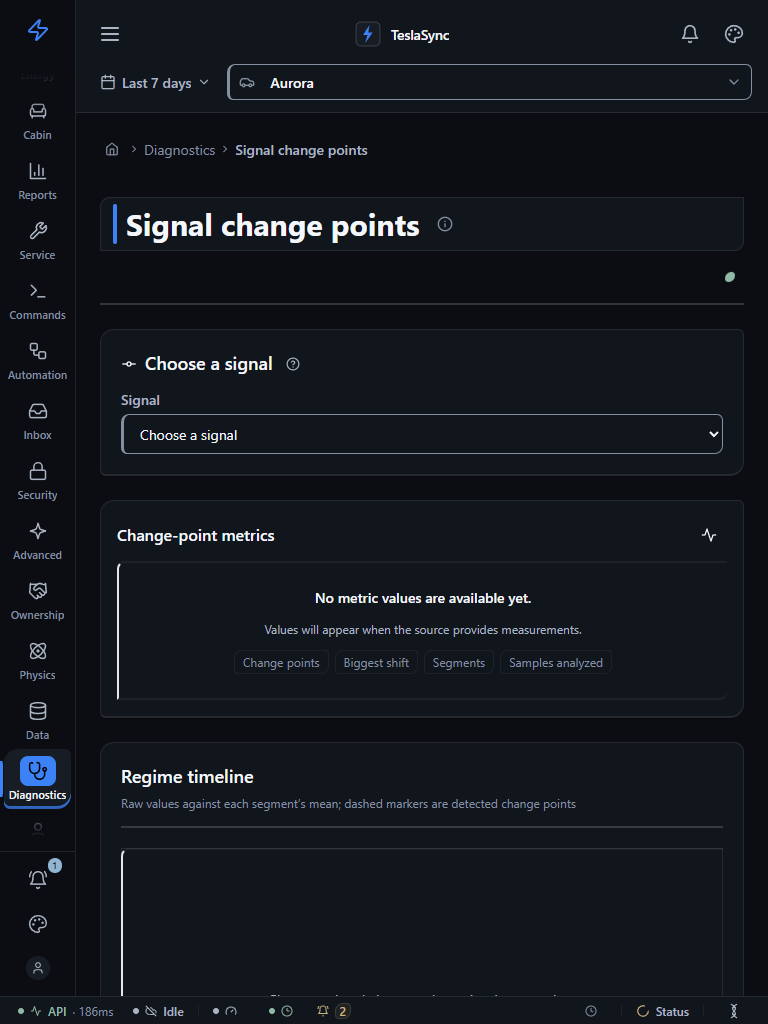 TeslaSync
Last 7 days
Aurora
Energy
Cabin
Reports
Service
Commands
Automation
Inbox
Security
Advanced
Ownership
Physics
Data
Diagnostics
1
Diagnostics
Signal change points
Signal change points
Choose a signal
Signal
Choose a signal
Change-point metrics
No metric values are available yet.
Values will appear when the source provides measurements.
Change points
Biggest shift
Segments
Samples analyzed
Regime timeline
Raw values against each segment's mean; dashed markers are detected change points
API · 186ms
Idle
2
Status